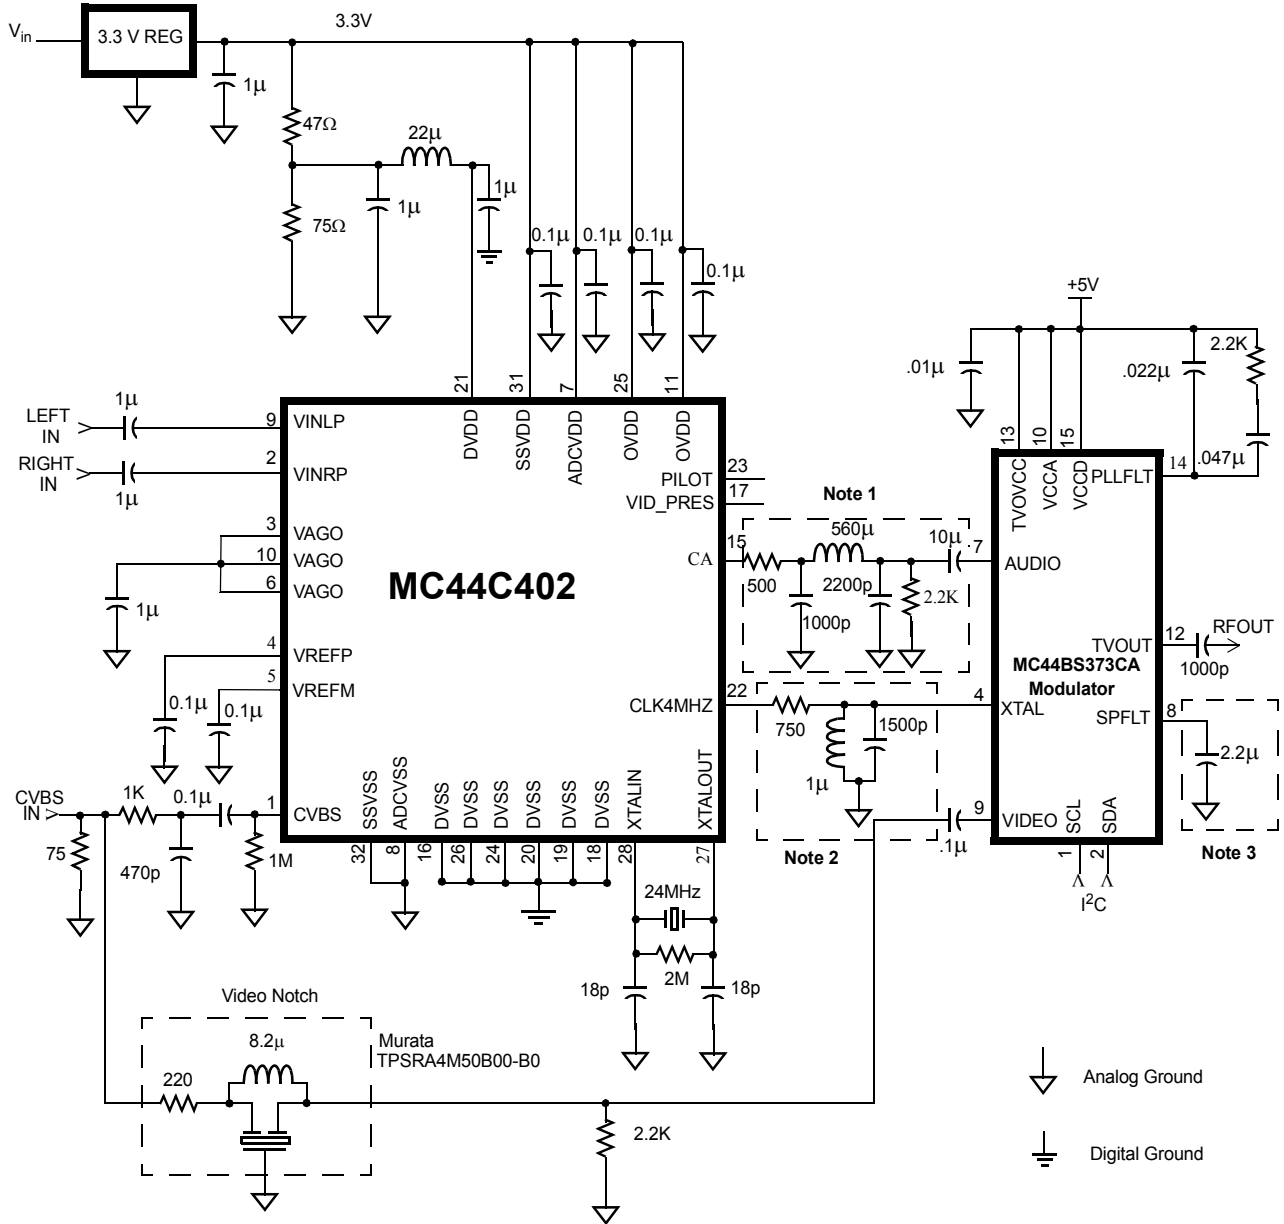 Vin
3.3 V REG
3.3V
1μ
47Ω
22μ
75Ω
1μ
1μ
0.1μ
0.1μ
0.1μ
0.1μ
+5V
.01μ
.022μ
2.2K
.047μ
21
31
7
25
11
13
10
15
14
DVDD
SSVDD
ADCVDD
OVDD
OVDD
TVOVCC
VCCA
VCCD
PLLFLT
LEFT
IN
1μ
9
VINLP
RIGHT
IN
1μ
2
VINRP
PILOT
23
VID_PRES
17
3
VAGO
10
VAGO
6
VAGO
1μ
4
VREFP
5
VREFM
0.1μ
0.1μ
MC44C402
Note 1
CA
15
500
560μ
1000p
2200p
2.2K
10μ
7
AUDIO
TVOUT
12
RFOUT
1000p
MC44BS373CA
Modulator
CLK4MHZ
22
750
1μ
1500p
Note 2
4
XTAL
SPFLT
8
2.2μ
Note 3
9
VIDEO
.1μ
SCL
SDA
1
2
I²C
CVBS
IN
75
1K
470p
0.1μ
1M
1
CVBS
SSVSS
ADCVSS
DVSS
DVSS
DVSS
DVSS
DVSS
DVSS
XTALIN
XTALOUT
32
8
16
26
24
20
19
18
28
27
24MHz
2M
18p
18p
Video Notch
8.2μ
220
Murata
TPSRA4M50B00-B0
2.2K
Analog Ground
Digital Ground